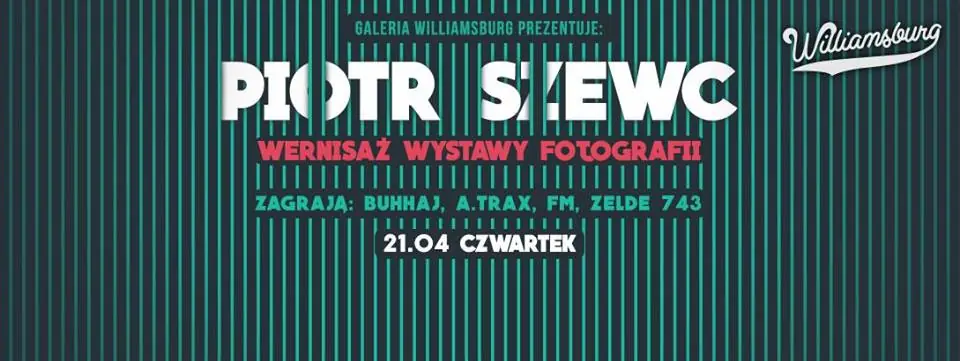 GALERIA WILLIAMSBURG PREZENTUJE:
Williamsburg
PIOTR SZEWC
WERNISAŻ WYSTAWY FOTOGRAFII
ZAGRAJĄ: BUHHAJ, A.TRAX, FM, ZELDE 743
21.04 CZWARTEK